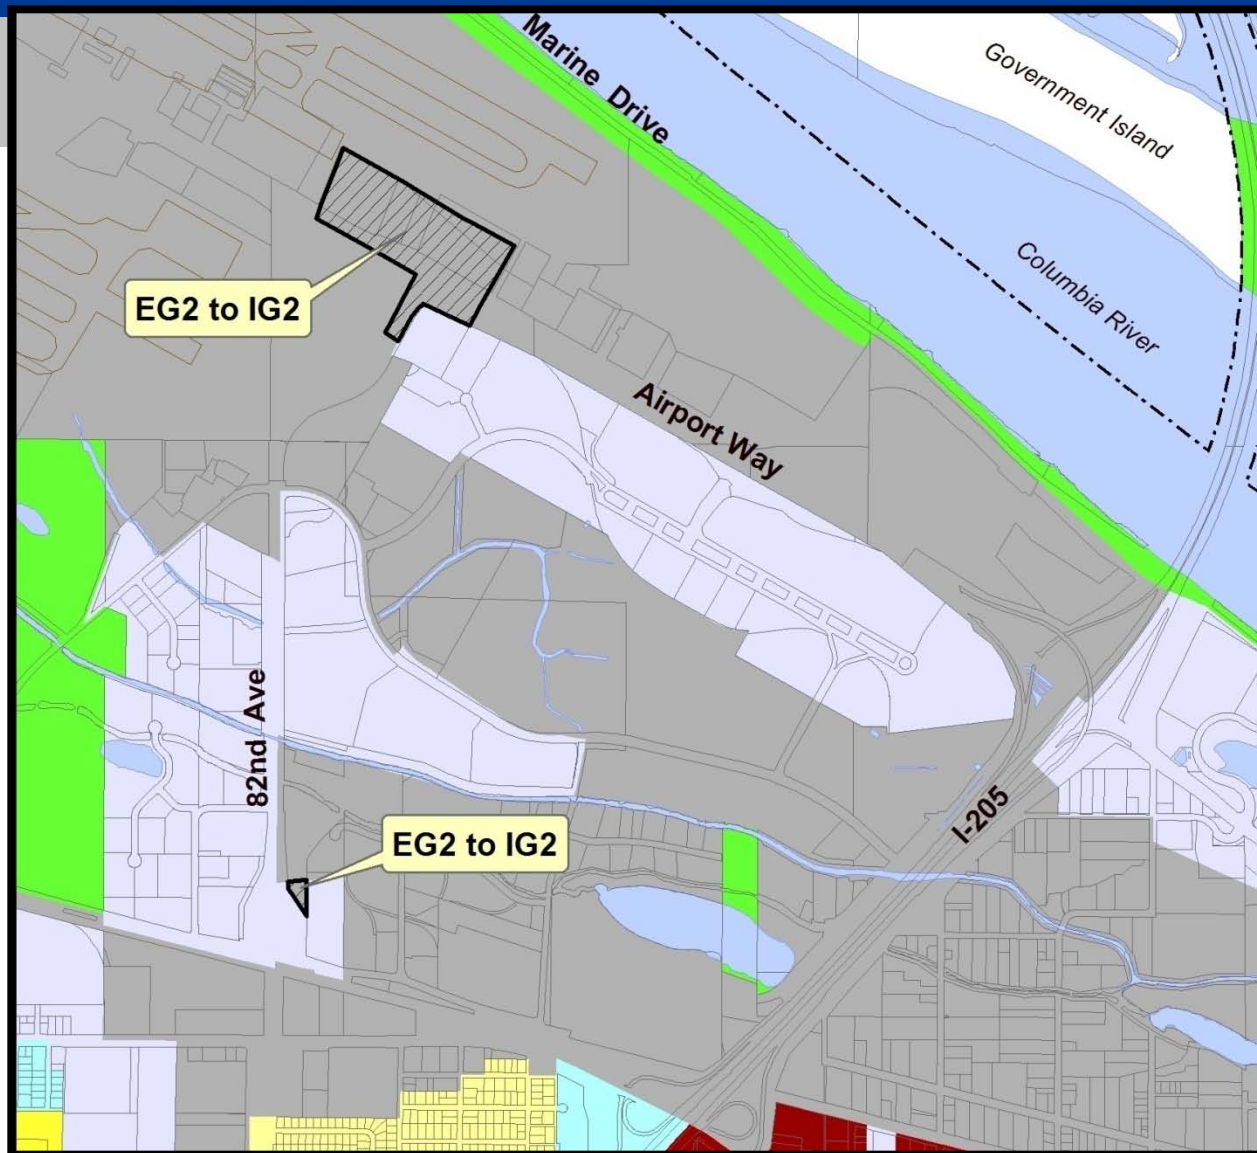 Marine Drive
Government Island
Columbia River
EG2 to IG2
Airport Way
82nd Ave
I-205
EG2 to IG2